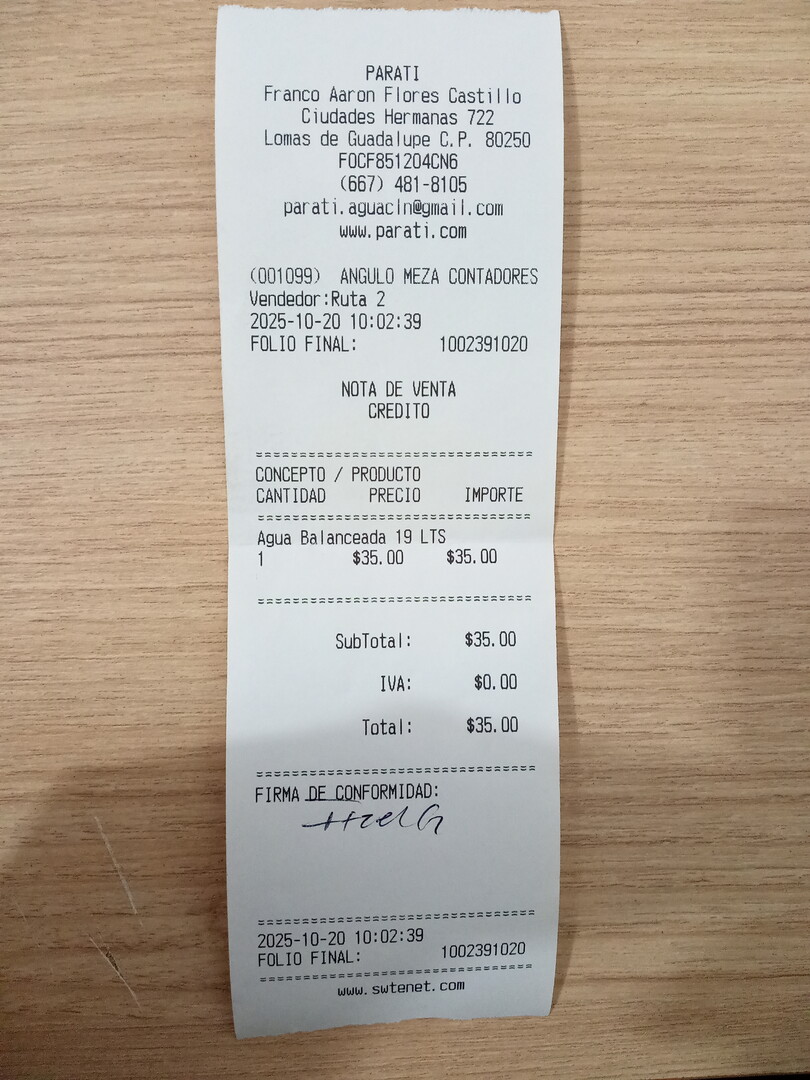 PARATI
Franco Aaron Flores Castillo
Ciudades Hermanas 722
Lomas de Guadalupe C.P. 80250
FOCF851204CN6
(667) 481-8105
parati.aguacln@gmail.com
www.parati.com
(001099) ANGULO MEZA CONTADORES
Vendedor:Ruta 2
2025-10-20 10:02:39
FOLIO FINAL: 1002391020
NOTA DE VENTA
CREDITO
CONCEPTO / PRODUCTO
CANTIDAD PRECIO IMPORTE
Agua Balanceada 19 LTS
1 $35.00 $35.00
SubTotal: $35.00
IVA: $0.00
Total: $35.00
FIRMA DE CONFORMIDAD:
2025-10-20 10:02:39
FOLIO FINAL: 1002391020
www.swtenet.com